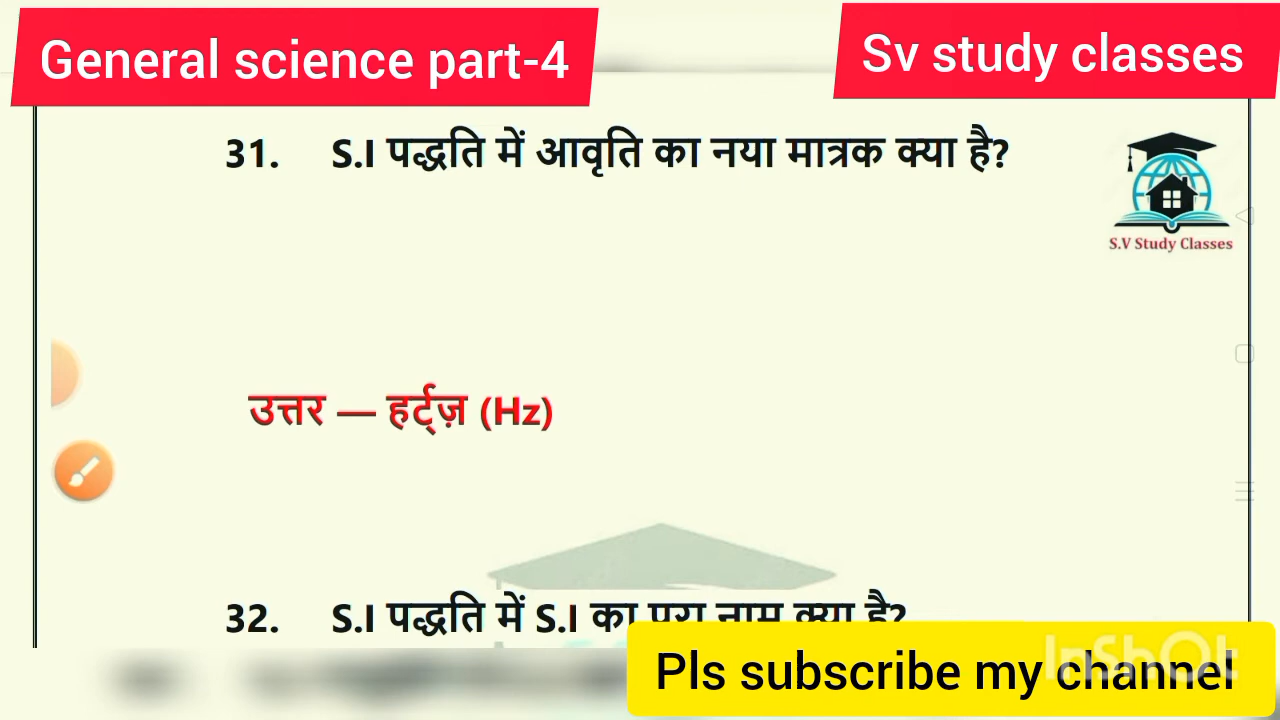 General science part-4
Sv study classes
31. S.I पद्धति में आवृति का नया मात्रक क्या है?
S.V Study Classes
उत्तर — हर्ट्ज़ (Hz)
32. S.I पद्धति में S.I का पूरा नाम क्या है?
Pls subscribe my channel
InShOt